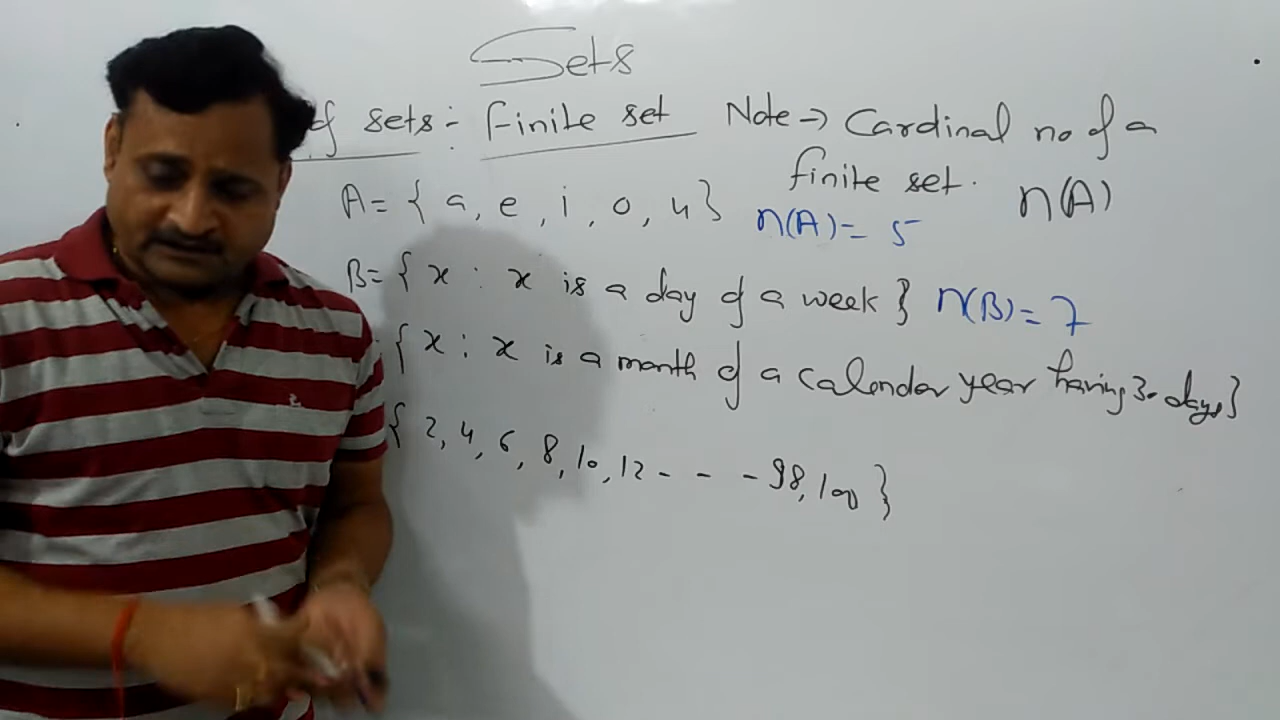 Sets
of sets :- finite set Note → Cardinal no of a
finite set. n(A)
A = { a, e, i, o, u } n(A) = 5
B = { x : x is a day of a week } n(B) = 7
{ x : x is a month of a calendar year having 30 days }
{ 2, 4, 6, 8, 10, 12 - - - 98, 100 }